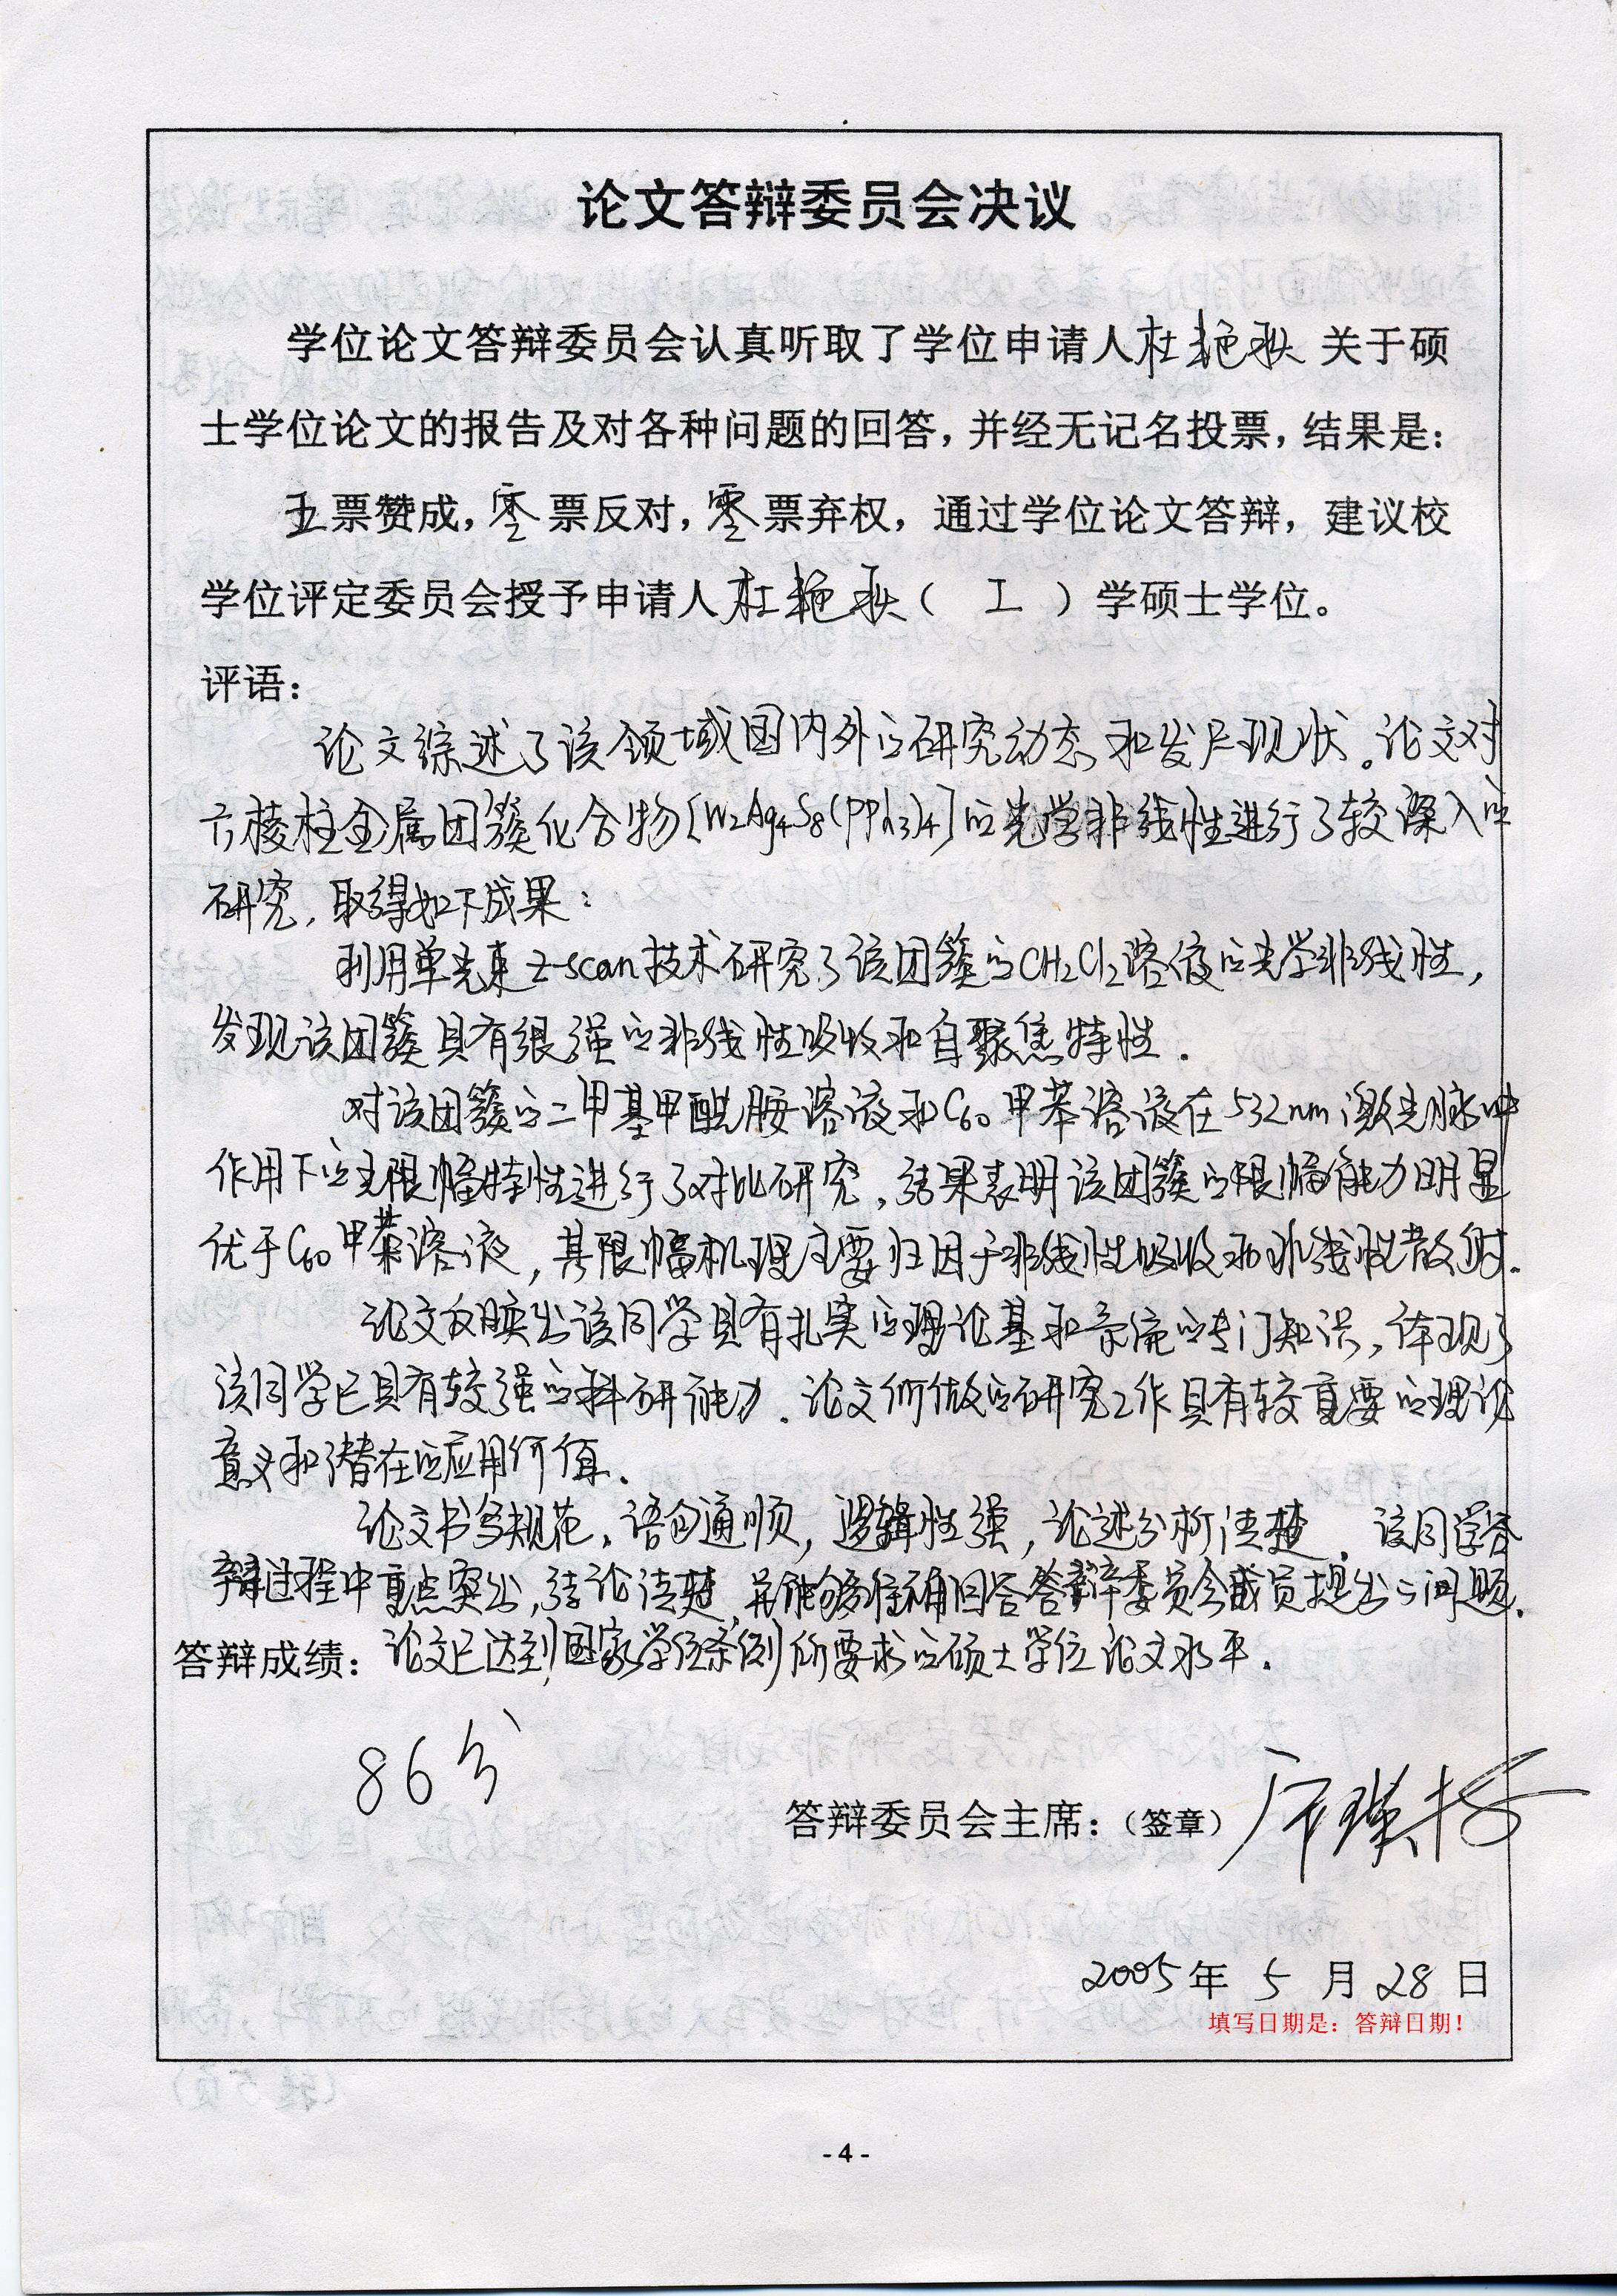 论文答辩委员会决议
学位论文答辩委员会认真听取了学位申请人杜艳秋关于硕
士学位论文的报告及对各种问题的回答，并经无记名投票，结果是：
五票赞成，零票反对，零票弃权，通过学位论文答辩，建议校
学位评定委员会授予申请人杜艳秋（ 工 ）学硕士学位。
评语：
论文综述了该领域国内外的研究动态和发展现状。论文对
六棱柱金属团簇化合物[W₂Ag₄S₈(PPh₃)₄]的光学非线性进行了较深入的
研究，取得如下成果：
利用单光束z-scan技术研究了该团簇的CH₂Cl₂溶液的光学非线性，
发现该团簇具有很强的非线性吸收和自聚焦特性．
对该团簇的二甲基甲酰胺溶液和C₆₀甲苯溶液在532nm激光脉冲
作用下的光限幅特性进行了对比研究，结果表明该团簇的限幅能力明显
优于C₆₀甲苯溶液，其限幅机理主要归因于非线性吸收和非线性散射．
论文反映出该同学具有扎实的理论基和系统的专门知识，体现了
该同学已具有较强的科研能力．论文所做的研究工作具有较重要的理论
意义和潜在的应用价值．
论文书写规范，语句通顺，逻辑性强，论述分析清楚．该同学答
辩过程中重点突出，结论清楚，并能够准确回答答辩委员会成员提出的问题．
答辩成绩：论文已达到国家学位条例所要求的硕士学位论文水平．
86分
答辩委员会主席：（签章）
2005年 5 月 28 日
填写日期是：答辩日期！
- 4 -